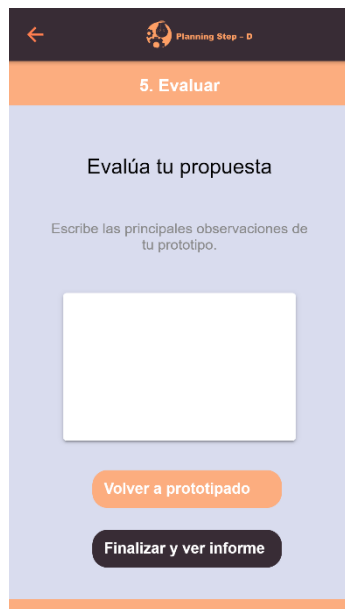 Planning Step - D
5. Evaluar
Evalúa tu propuesta
Escribe las principales observaciones de
tu prototipo.
Volver a prototipado
Finalizar y ver informe